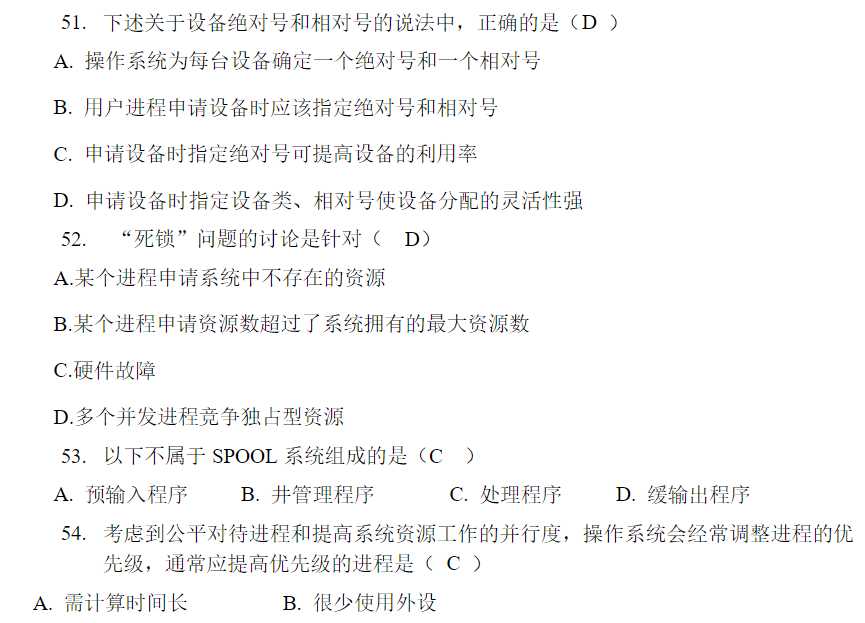 51. 下述关于设备绝对号和相对号的说法中，正确的是（D ）
A. 操作系统为每台设备确定一个绝对号和一个相对号
B. 用户进程申请设备时应该指定绝对号和相对号
C. 申请设备时指定绝对号可提高设备的利用率
D. 申请设备时指定设备类、相对号使设备分配的灵活性强
52. “死锁”问题的讨论是针对（ D）
A.某个进程申请系统中不存在的资源
B.某个进程申请资源数超过了系统拥有的最大资源数
C.硬件故障
D.多个并发进程竞争独占型资源
53. 以下不属于 SPOOL 系统组成的是（C ）
A. 预输入程序 B. 井管理程序 C. 处理程序 D. 缓输出程序
54. 考虑到公平对待进程和提高系统资源工作的并行度，操作系统会经常调整进程的优
先级，通常应提高优先级的进程是（ C ）
A. 需计算时间长 B. 很少使用外设